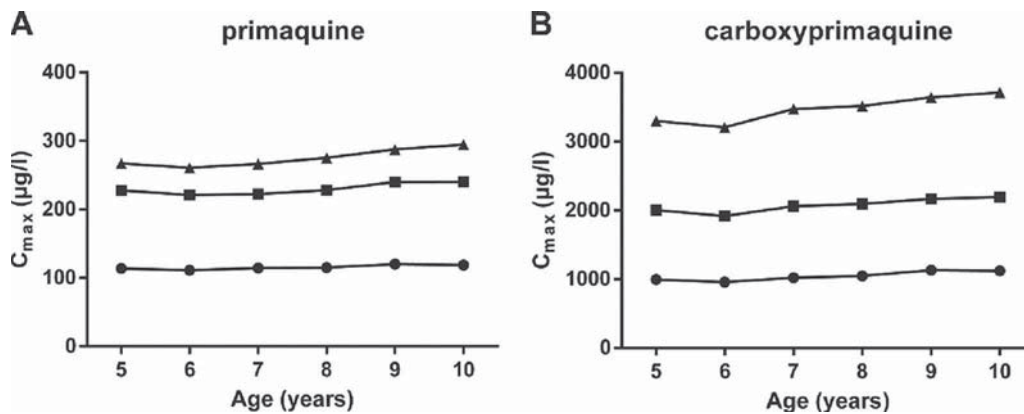 A
primaquine
400
300
200
100
0
Cmax (µg/l)
5 6 7 8 9 10
Age (years)
B
carboxyprimaquine
4000
3000
2000
1000
0
Cmax (µg/l)
5 6 7 8 9 10
Age (years)